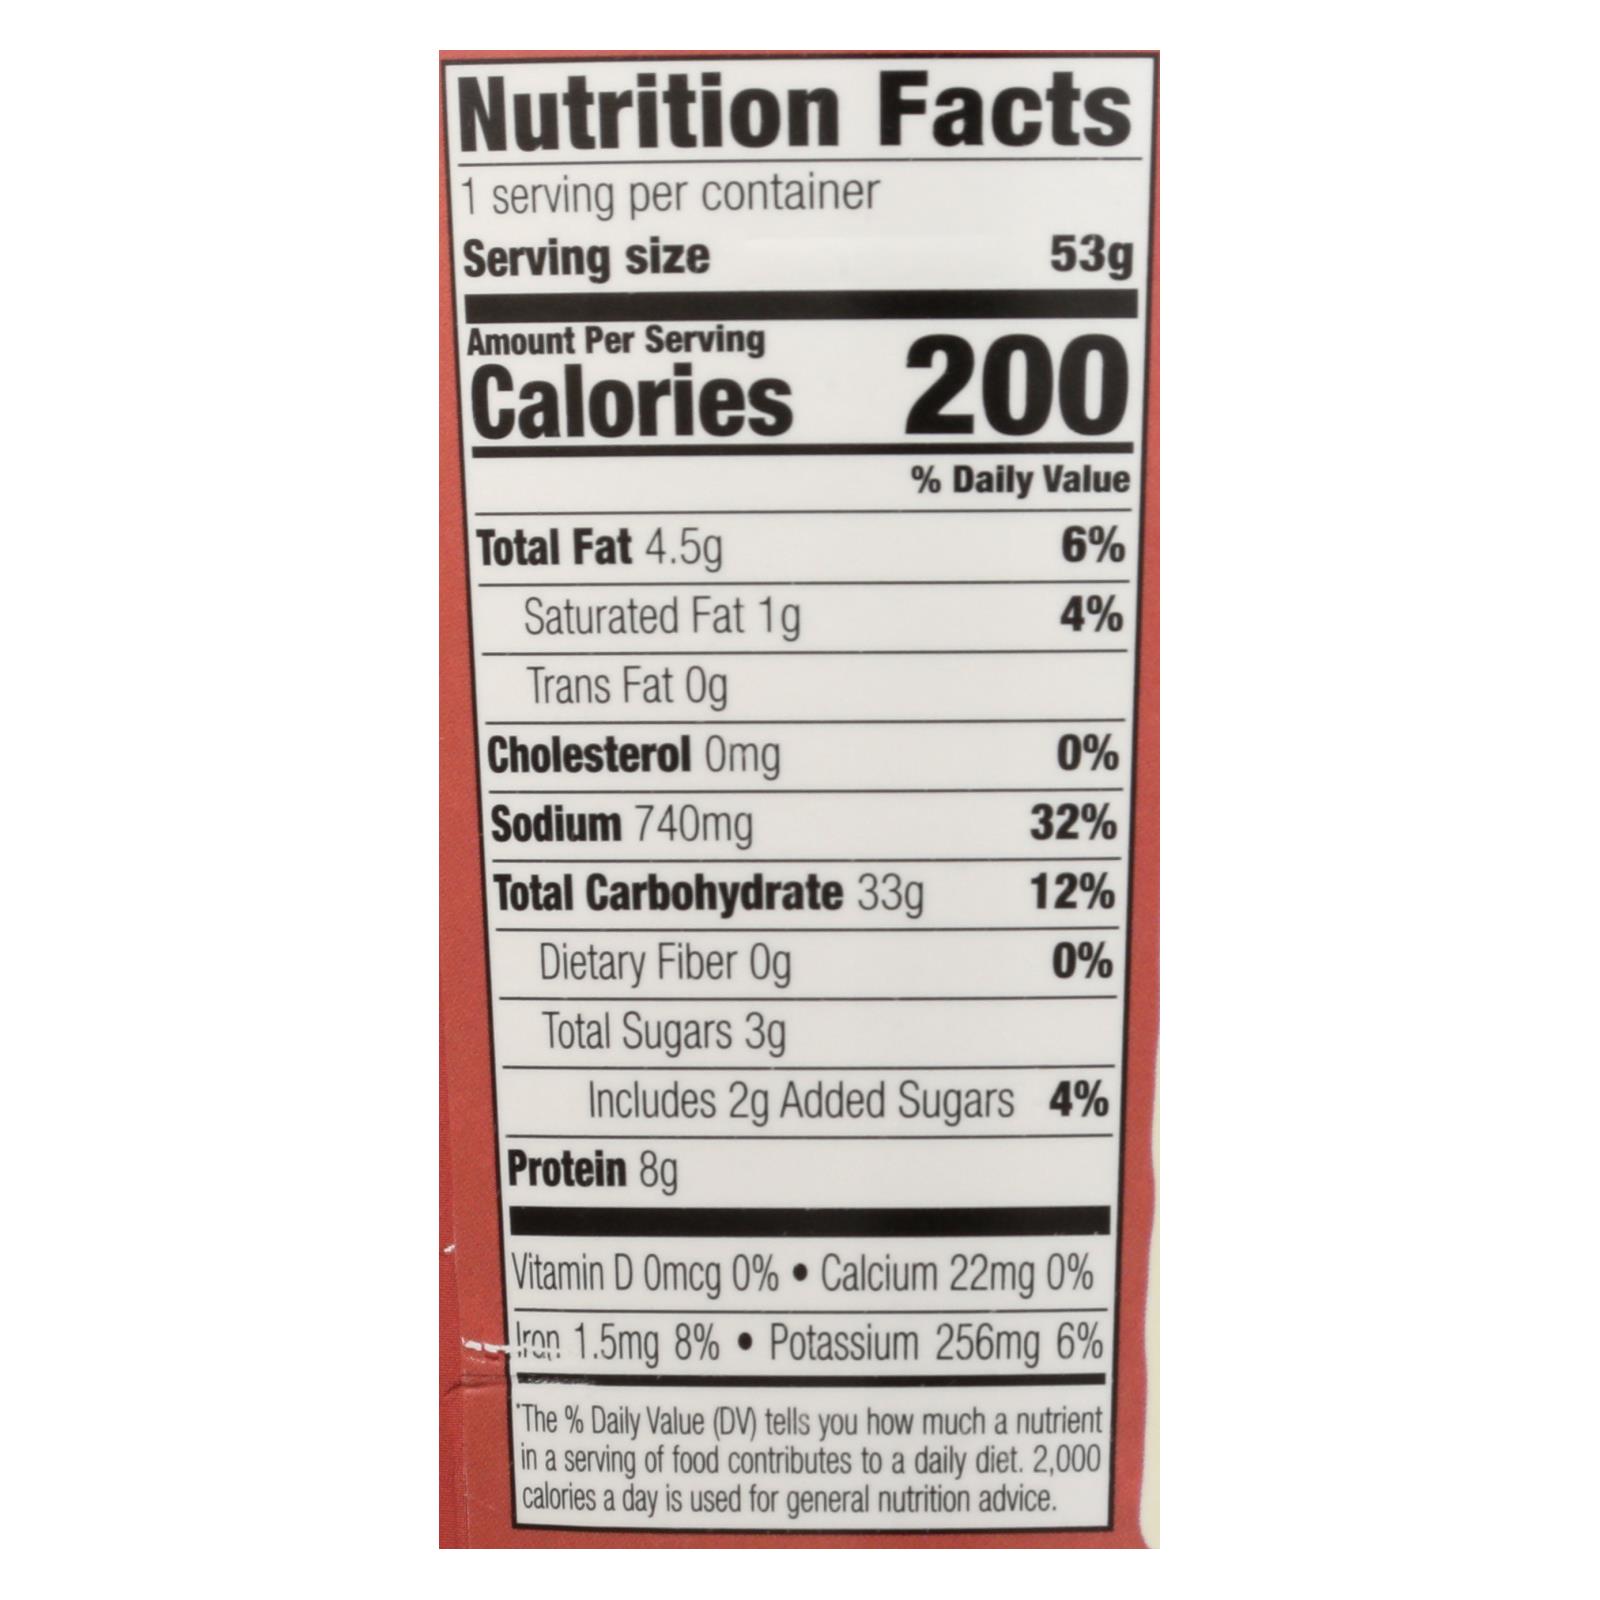 Nutrition Facts
1 serving per container
Serving size 53g
Amount Per Serving
Calories 200
% Daily Value
Total Fat 4.5g 6%
Saturated Fat 1g 4%
Trans Fat 0g
Cholesterol 0mg 0%
Sodium 740mg 32%
Total Carbohydrate 33g 12%
Dietary Fiber 0g 0%
Total Sugars 3g
Includes 2g Added Sugars 4%
Protein 8g
Vitamin D 0mcg 0% • Calcium 22mg 0%
Iron 1.5mg 8% • Potassium 256mg 6%
*The % Daily Value (DV) tells you how much a nutrient
in a serving of food contributes to a daily diet. 2,000
calories a day is used for general nutrition advice.